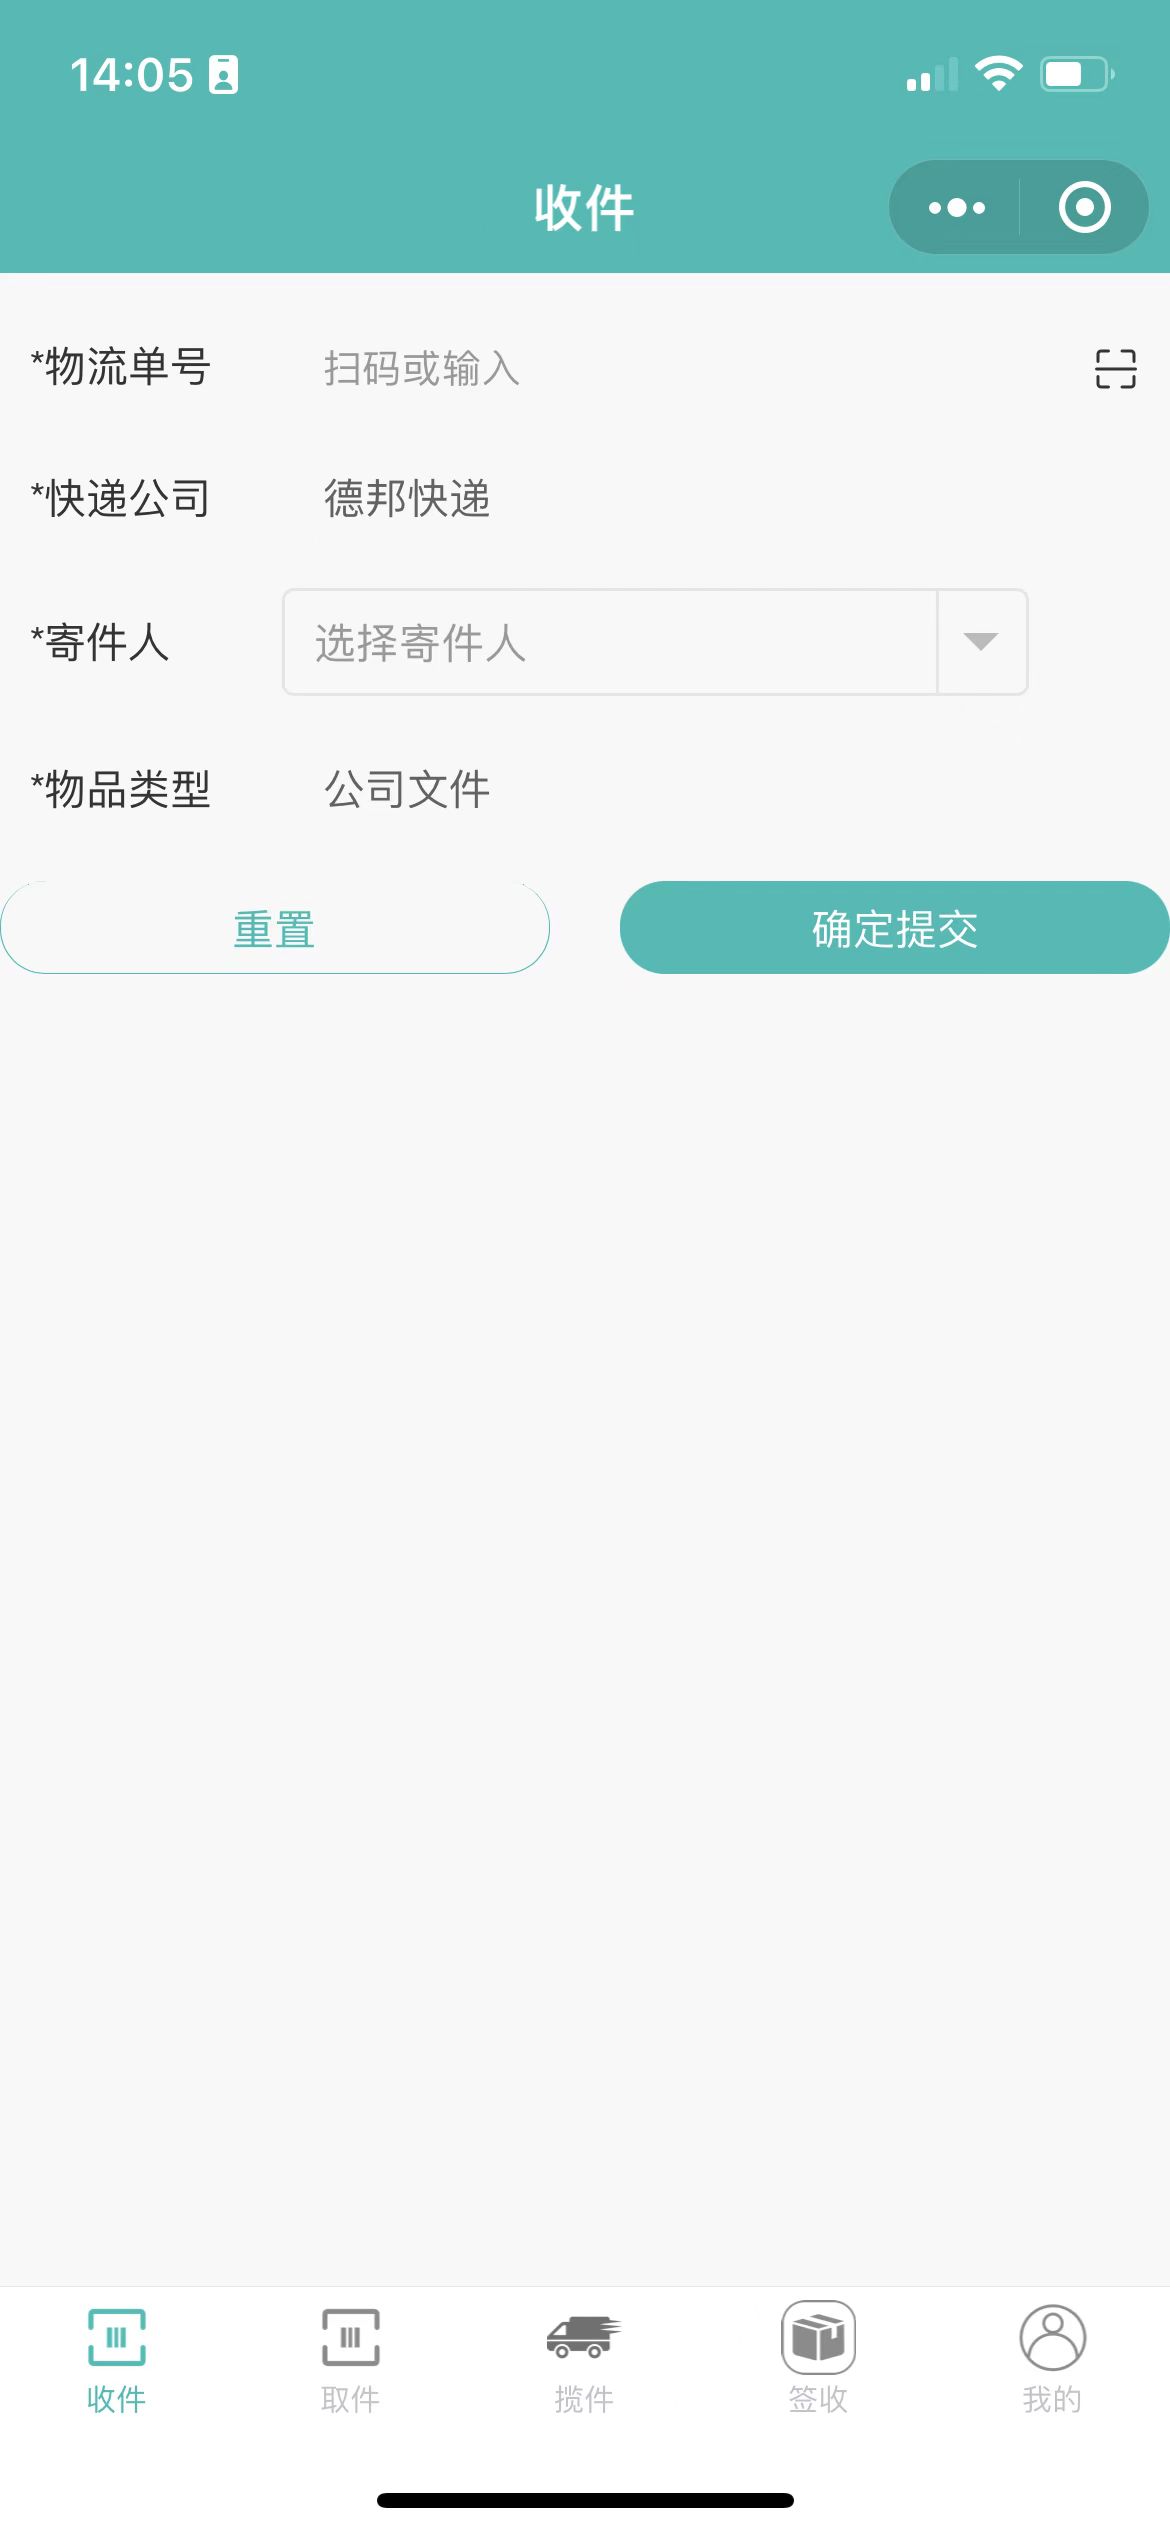 14:05
收件
*物流单号 扫码或输入
*快递公司 德邦快递
*寄件人 选择寄件人
*物品类型 公司文件
重置 确定提交
收件 取件 揽件 签收 我的